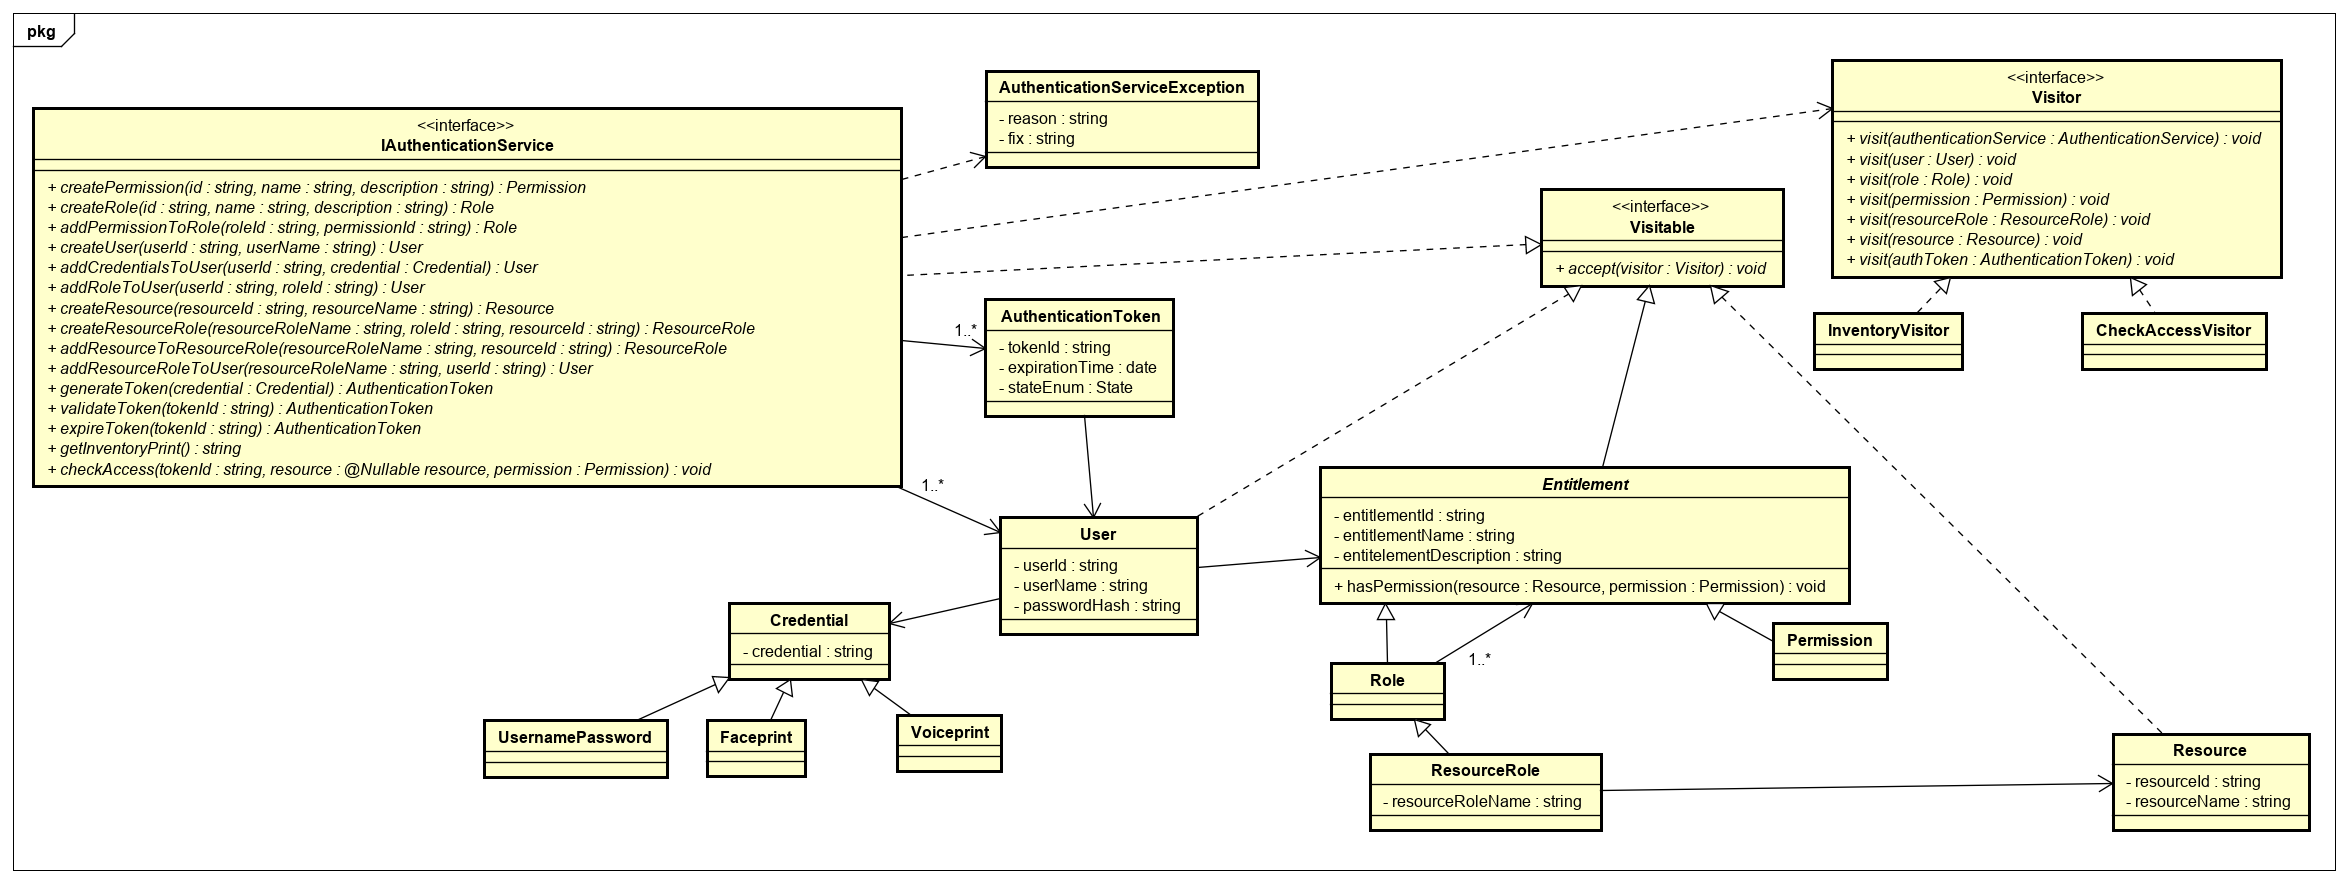 pkg
<<interface>>
IAuthenticationService
+ createPermission(id : string, name : string, description : string) : Permission
+ createRole(id : string, name : string, description : string) : Role
+ addPermissionToRole(roleId : string, permissionId : string) : Role
+ createUser(userId : string, userName : string) : User
+ addCredentialsToUser(userId : string, credential : Credential) : User
+ addRoleToUser(userId : string, roleId : string) : User
+ createResource(resourceId : string, resourceName : string) : Resource
+ createResourceRole(resourceRoleName : string, roleId : string, resourceId : string) : ResourceRole
+ addResourceToResourceRole(resourceRoleName : string, resourceId : string) : ResourceRole
+ addResourceRoleToUser(resourceRoleName : string, userId : string) : User
+ generateToken(credential : Credential) : AuthenticationToken
+ validateToken(tokenId : string) : AuthenticationToken
+ expireToken(tokenId : string) : AuthenticationToken
+ getInventoryPrint() : string
+ checkAccess(tokenId : string, resource : @Nullable resource, permission : Permission) : void
AuthenticationServiceException
- reason : string
- fix : string
<<interface>>
Visitor
+ visit(authenticationService : AuthenticationService) : void
+ visit(user : User) : void
+ visit(role : Role) : void
+ visit(permission : Permission) : void
+ visit(resourceRole : ResourceRole) : void
+ visit(resource : Resource) : void
+ visit(authToken : AuthenticationToken) : void
<<interface>>
Visitable
+ accept(visitor : Visitor) : void
InventoryVisitor
CheckAccessVisitor
1..*
AuthenticationToken
- tokenId : string
- expirationTime : date
- stateEnum : State
1..*
User
- userId : string
- userName : string
- passwordHash : string
Entitlement
- entitlementId : string
- entitlementName : string
- entitelementDescription : string
+ hasPermission(resource : Resource, permission : Permission) : void
Credential
- credential : string
UsernamePassword
Faceprint
Voiceprint
Role
1..*
Permission
ResourceRole
- resourceRoleName : string
Resource
- resourceId : string
- resourceName : string